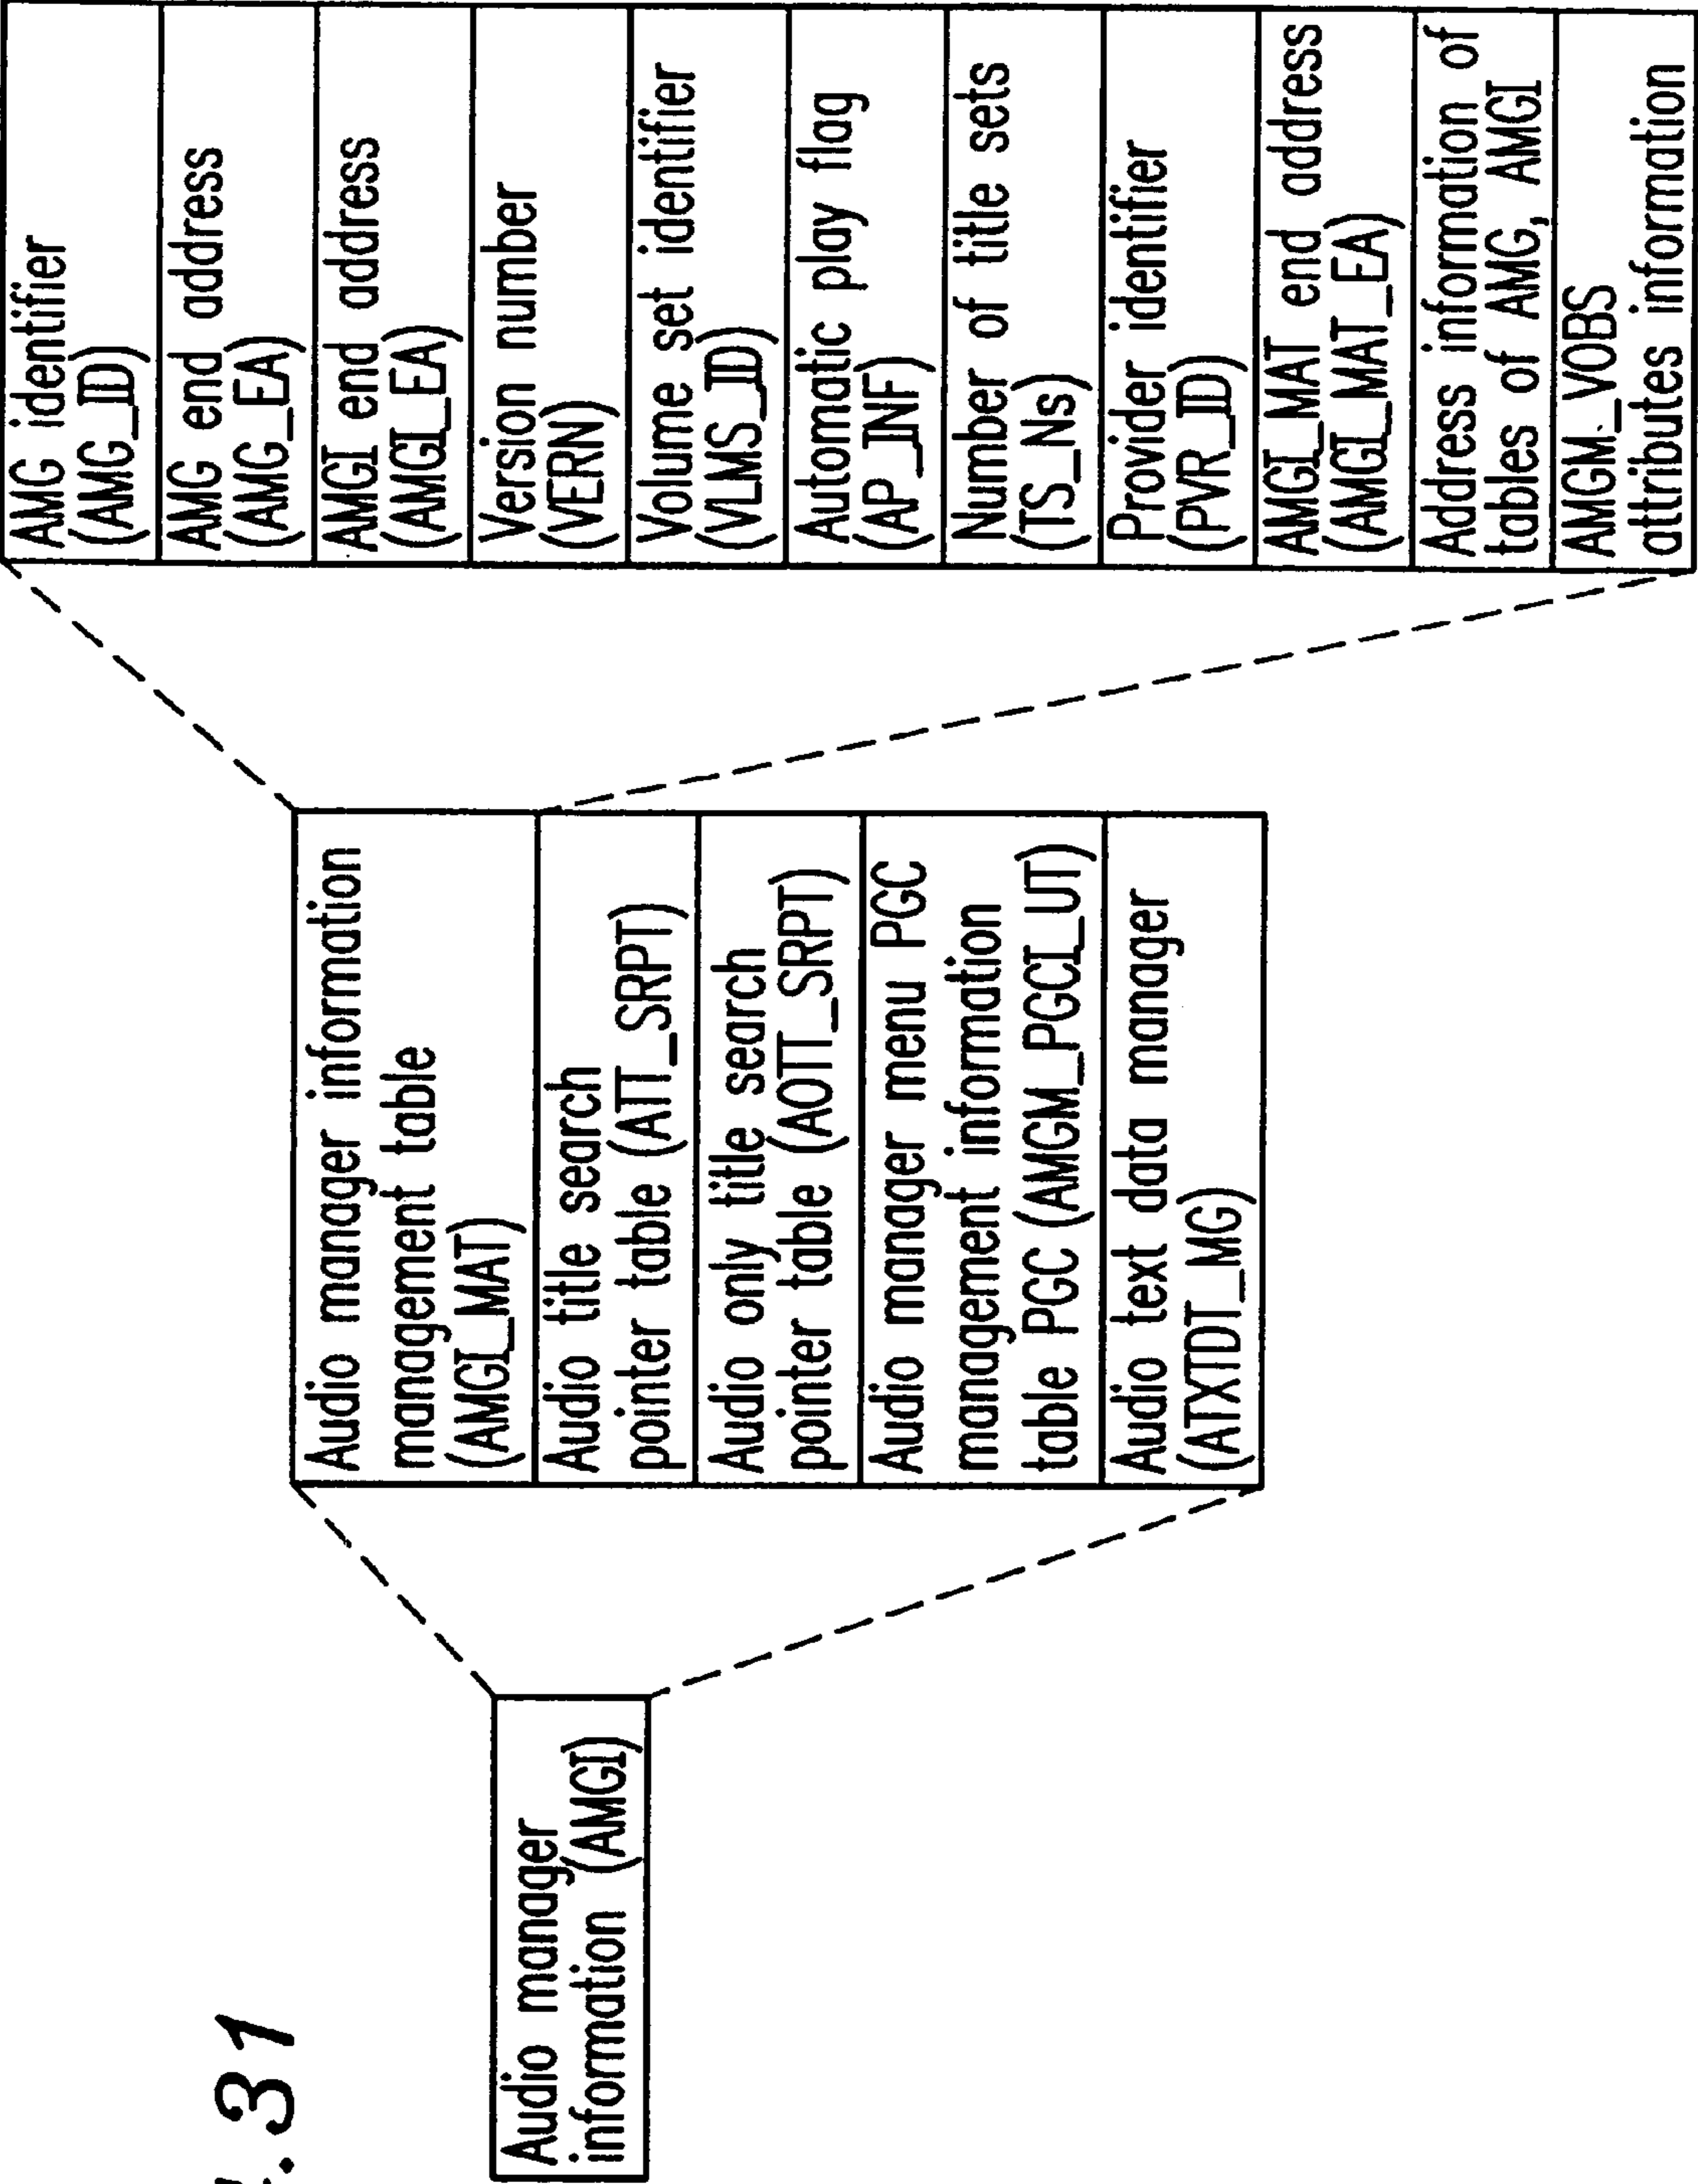 .31
Audio manager
information (AMGI)
Audio manager information
management table
(AMGI_MAT)
Audio title search
pointer table (ATT_SRPT)
Audio only tiitle search
pointer table (AOTT_SRPT)
Audio manager menu PGC
management information
table PGC (AMGM_PGCI_UT)
Audio text data manager
(ATXTDT_MG)
AMG identifier
(AMG_ID)
AMG end address
(AMG_EA)
AMGI end address
(AMGI_EA)
Version number
(VERN)
Volume set identifier
(VLMS_ID)
Automatic play flag
(AP_INF)
Number of title sets
(TS_Ns)
Provider identifier
(PVR_ID)
AMGI_MAT end address
(AMGI_MAT_EA)
Address information of
tables of AMG, AMGI
AMGM_VOBS
attributes information